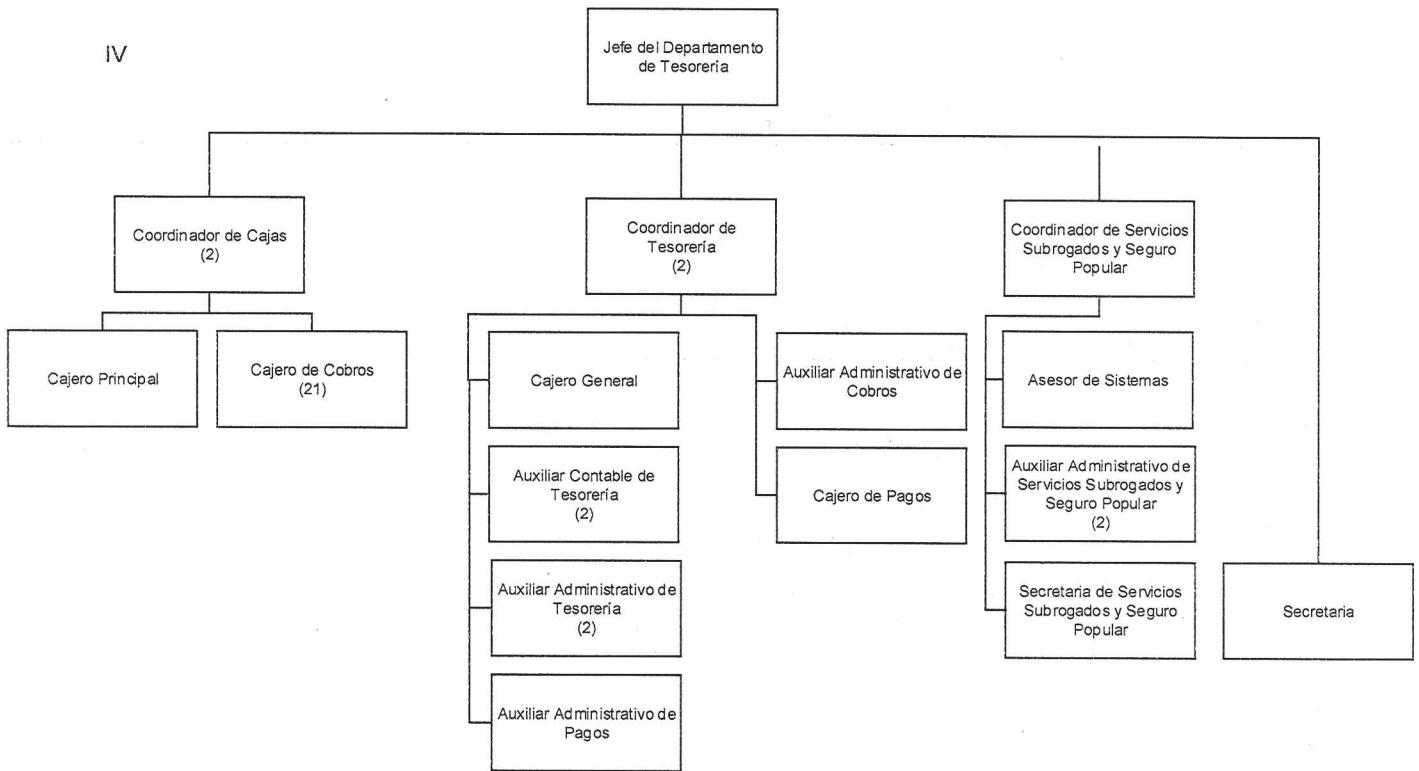 IV
Jefe del Departamento
de Tesorería
Coordinador de Cajas
(2)
Coordinador de
Tesorería
(2)
Coordinador de Servicios
Subrogados y Seguro
Popular
Cajero Principal
Cajero de Cobros
(21)
Cajero General
Auxiliar Administrativo de
Cobros
Asesor de Sistemas
Auxiliar Contable de
Tesorería
(2)
Cajero de Pagos
Auxiliar Administrativo de
Servicios Subrogados y
Seguro Popular
(2)
Auxiliar Administrativo de
Tesorería
(2)
Secretaria de Servicios
Subrogados y Seguro
Popular
Secretaria
Auxiliar Administrativo de
Pagos